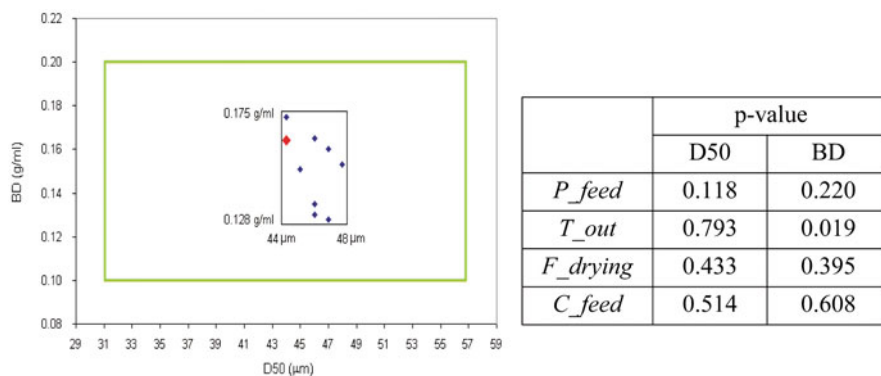 0.20
0.18
0.16
0.14
0.12
0.10
0.08
BD (g/ml)
0.175 g/ml
0.128 g/ml
44 µm 48 µm
29 31 33 35 37 39 41 43 45 47 49 51 53 55 57 59
D50 (µm)
p-value
D50 BD
P_feed 0.118 0.220
T_out 0.793 0.019
F_drying 0.433 0.395
C_feed 0.514 0.608